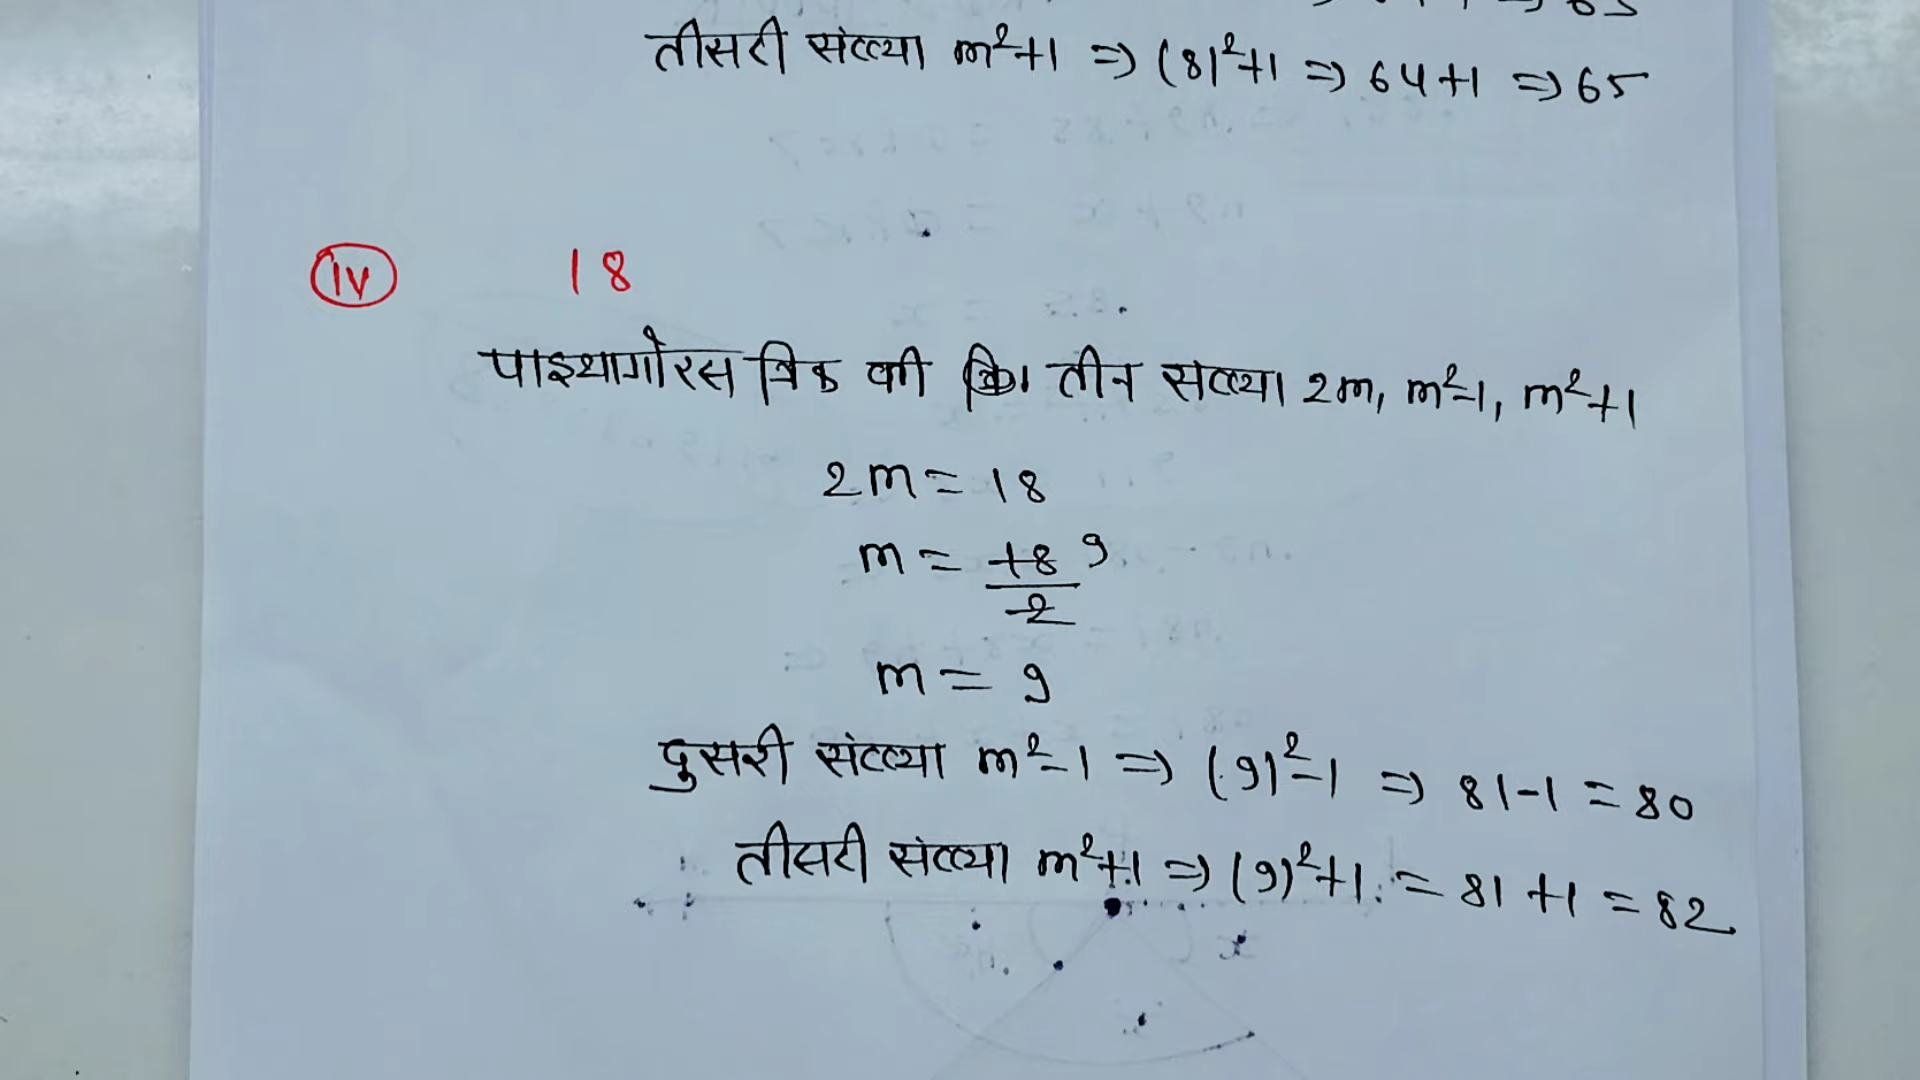 तीसरी संख्या m²+1 => (8)²+1 => 64+1 => 65
(iv) 18
पाइथागोरस त्रिक की तीन संख्या 2m, m²-1, m²+1
2m = 18
m = 18/2 9
m = 9
दुसरी संख्या m²-1 => (9)²-1 => 81-1 = 80
तीसरी संख्या m²+1 => (9)²+1 = 81+1 = 82